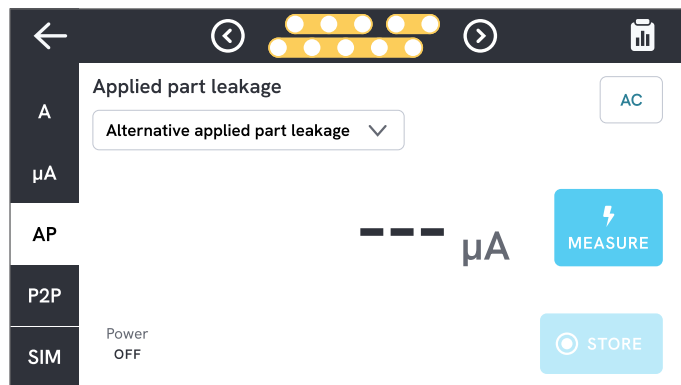 Applied part leakage
AC
Alternative applied part leakage
A
µA
AP
P2P
SIM
--- µA
MEASURE
Power
OFF
STORE